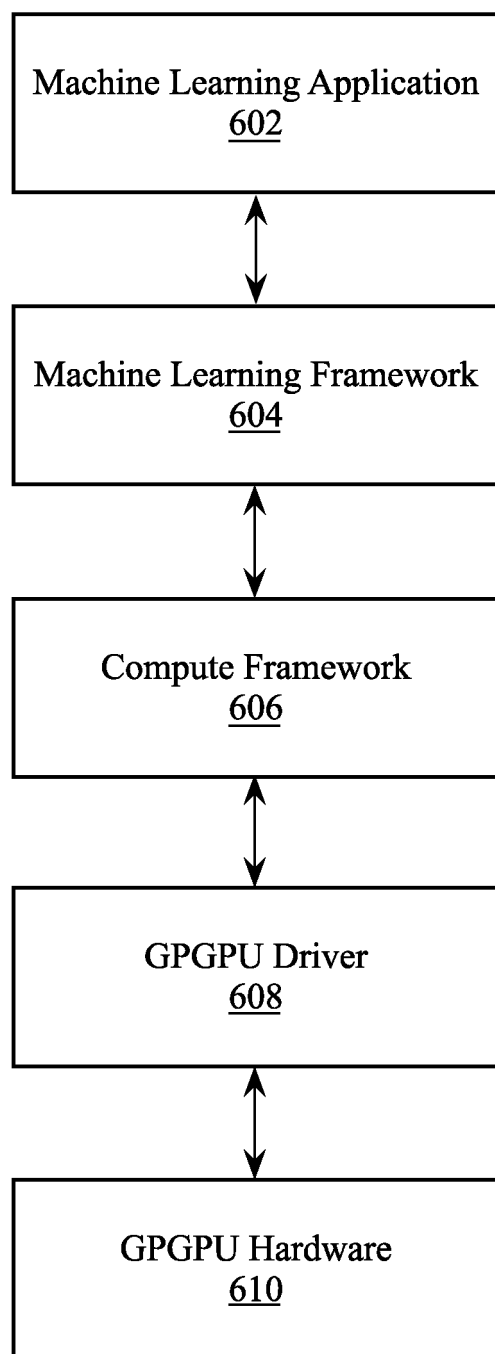 Machine Learning Application
602
Machine Learning Framework
604
Compute Framework
606
GPGPU Driver
608
GPGPU Hardware
610